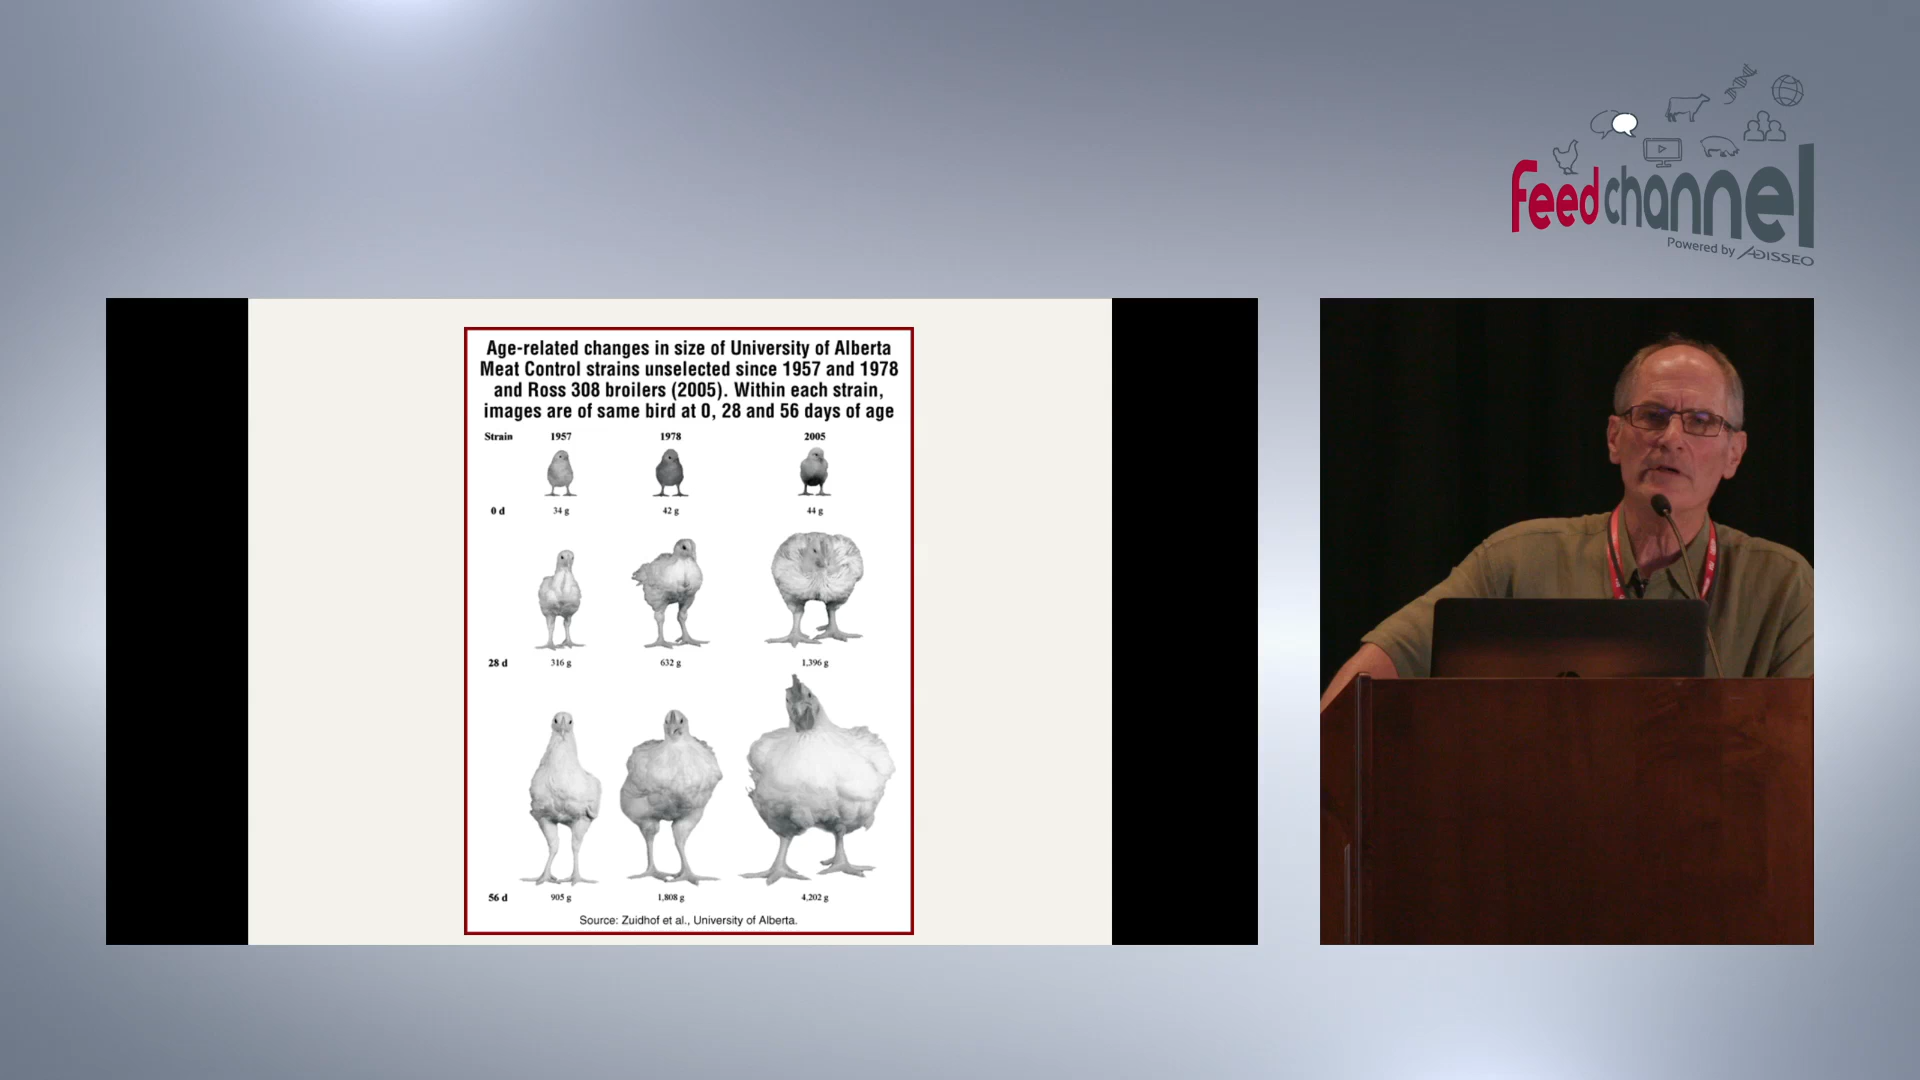 feedchannel
Powered by ADISSEO
Age-related changes in size of University of Alberta
Meat Control strains unselected since 1957 and 1978
and Ross 308 broilers (2005). Within each strain,
images are of same bird at 0, 28 and 56 days of age
Strain 1957 1978 2005
0 d 34 g 42 g 44 g
28 d 316 g 632 g 1,396 g
56 d 905 g 1,808 g 4,202 g
Source: Zuidhof et al., University of Alberta.